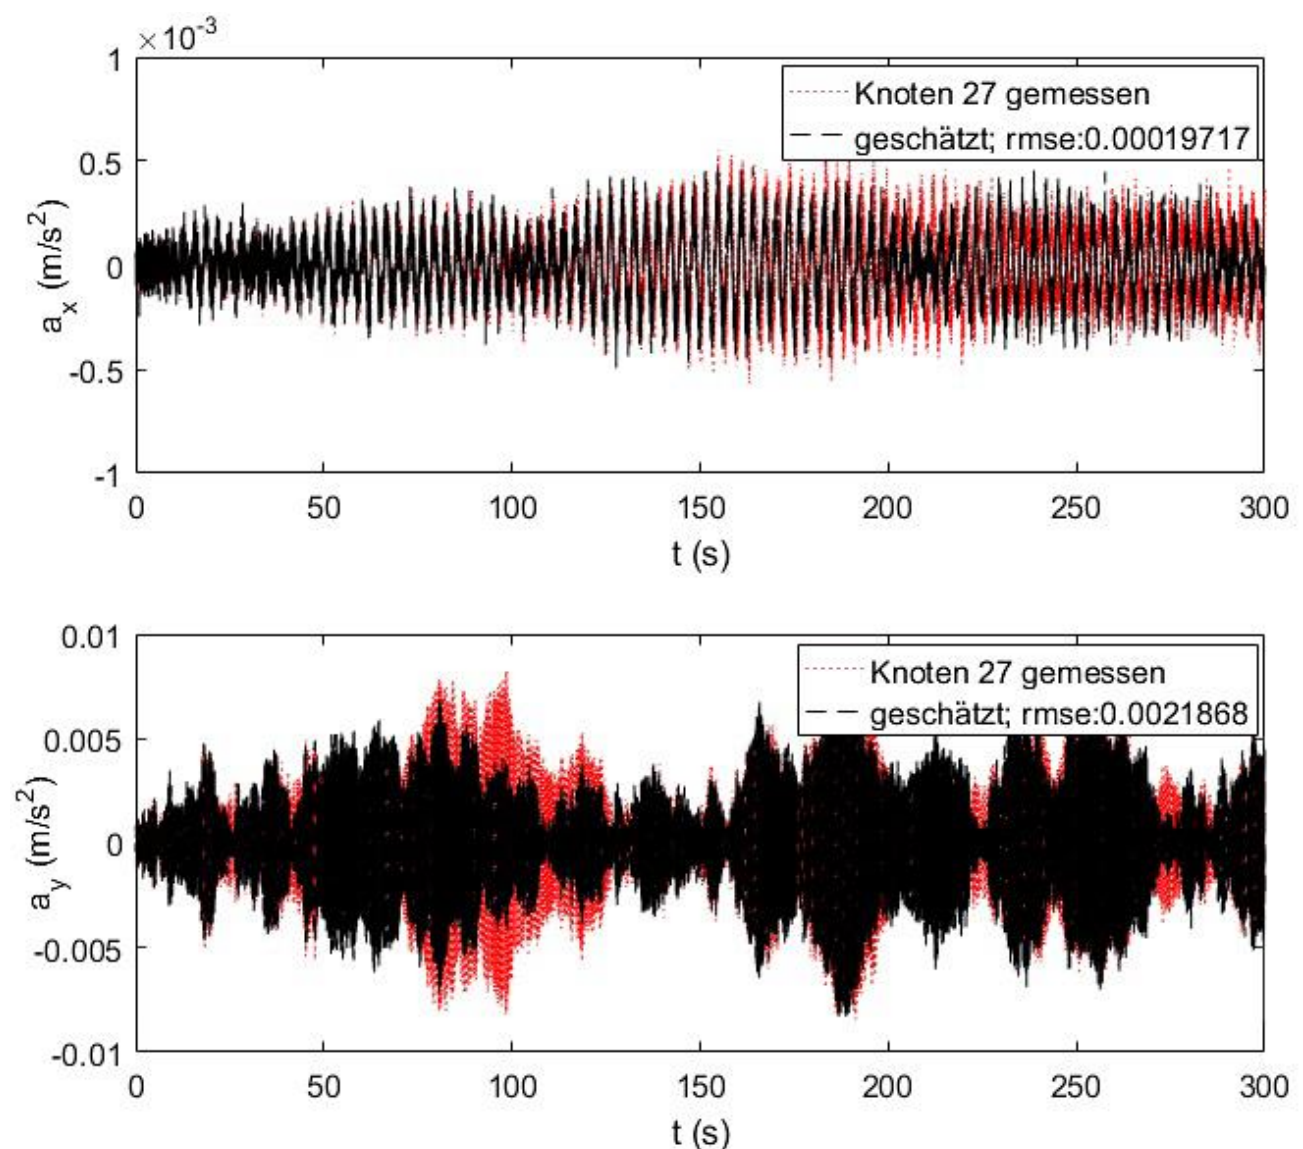 ×10⁻³
1
0.5
0
-0.5
-1
a_x (m/s²)
Knoten 27 gemessen
geschätzt; rmse:0.00019717
0 50 100 150 200 250 300
t (s)
0.01
0.005
0
-0.005
-0.01
a_y (m/s²)
Knoten 27 gemessen
geschätzt; rmse:0.0021868
0 50 100 150 200 250 300
t (s)